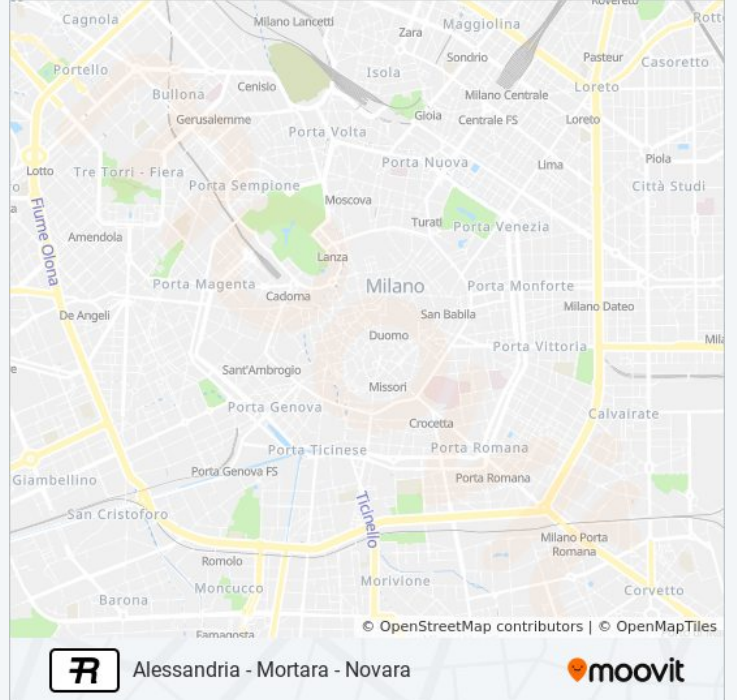 Rovereto
Cagnola
Milano Lancetti
Maggiolina
Zara
Sondrio
Pasteur
Casoretto
Portello
Isola
Cenisio
Loreto
Bullona
Milano Centrale
Gerusalemme
Gioia
Centrale FS
Loreto
Porta Volta
Lotto
Tre Torri - Fiera
Porta Nuova
Lima
Piola
Porta Sempione
Città Studi
Moscova
Turati
Porta Venezia
Fiume Olona
Amendola
Lanza
Porta Magenta
Milano
Porta Monforte
Cadorna
De Angeli
San Babila
Milano Dateo
Duomo
Porta Vittoria
Sant'Ambrogio
Missori
Porta Genova
Calvairate
Crocetta
Porta Ticinese
Porta Romana
Giambellino
Porta Genova FS
Porta Romana
San Cristoforo
Ticinello
Milano Porta
Romana
Romolo
Moncucco
Morivione
Corvetto
Barona
Famagosta
© OpenStreetMap contributors | © OpenMapTiles
R Alessandria - Mortara - Novara
moovit